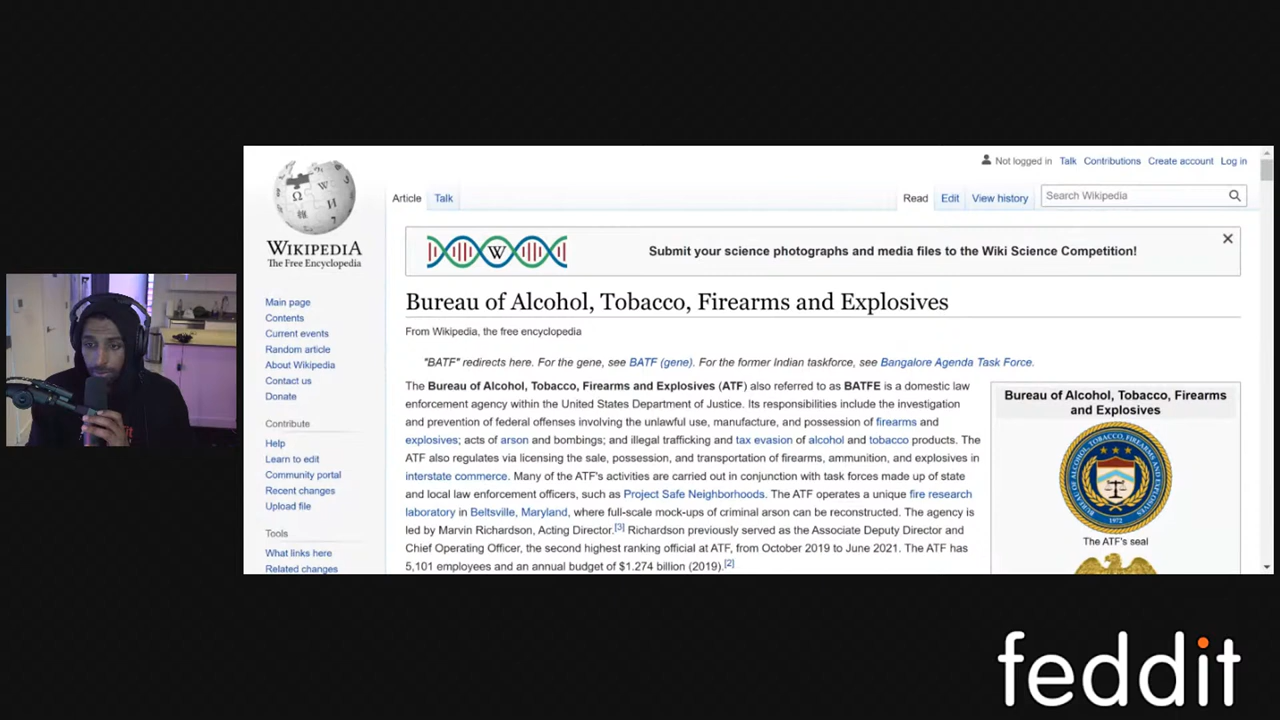 Not logged in Talk Contributions Create account Log in
Article Talk Read Edit View history Search Wikipedia
WIKIPEDIA
The Free Encyclopedia
W Submit your science photographs and media files to the Wiki Science Competition!
Main page
Contents
Current events
Random article
About Wikipedia
Contact us
Donate
Contribute
Help
Learn to edit
Community portal
Recent changes
Upload file
Tools
What links here
Related changes
Bureau of Alcohol, Tobacco, Firearms and Explosives
From Wikipedia, the free encyclopedia
"BATF" redirects here. For the gene, see BATF (gene). For the former Indian taskforce, see Bangalore Agenda Task Force.
The Bureau of Alcohol, Tobacco, Firearms and Explosives (ATF) also referred to as BATFE is a domestic law
enforcement agency within the United States Department of Justice. Its responsibilities include the investigation
and prevention of federal offenses involving the unlawful use, manufacture, and possession of firearms and
explosives; acts of arson and bombings; and illegal trafficking and tax evasion of alcohol and tobacco products. The
ATF also regulates via licensing the sale, possession, and transportation of firearms, ammunition, and explosives in
interstate commerce. Many of the ATF's activities are carried out in conjunction with task forces made up of state
and local law enforcement officers, such as Project Safe Neighborhoods. The ATF operates a unique fire research
laboratory in Beltsville, Maryland, where full-scale mock-ups of criminal arson can be reconstructed. The agency is
led by Marvin Richardson, Acting Director.[3] Richardson previously served as the Associate Deputy Director and
Chief Operating Officer, the second highest ranking official at ATF, from October 2019 to June 2021. The ATF has
5,101 employees and an annual budget of $1.274 billion (2019).[2]
Bureau of Alcohol, Tobacco, Firearms
and Explosives
BUREAU OF ALCOHOL, TOBACCO, FIREARMS AND EXPLOSIVES
1972
The ATF's seal
feddit